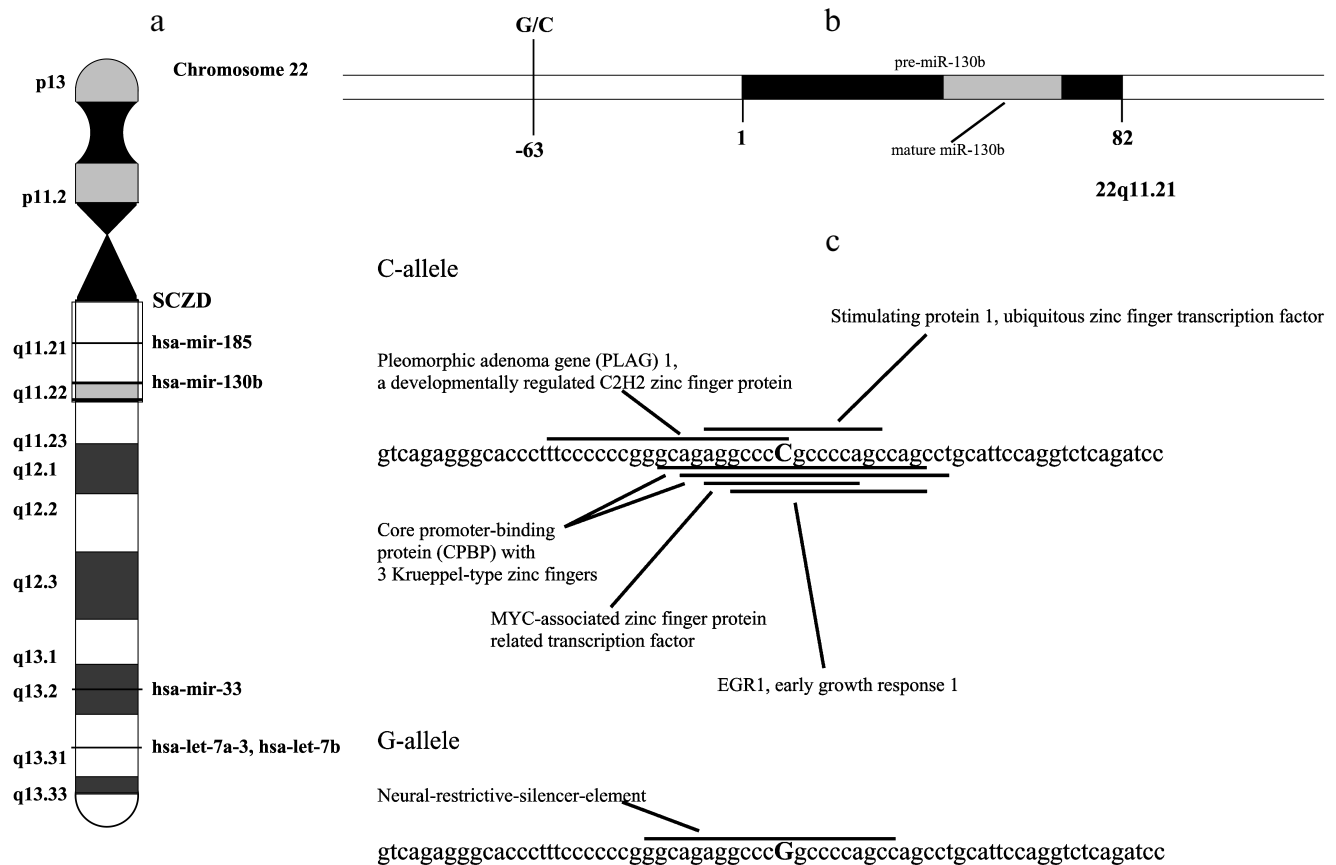 a
Chromosome 22
p13
p11.2
SCZD
q11.21
hsa-mir-185
hsa-mir-130b
q11.22
q11.23
q12.1
q12.2
q12.3
q13.1
q13.2
hsa-mir-33
hsa-let-7a-3, hsa-let-7b
q13.31
q13.33
b
G/C
pre-miR-130b
-63
1
mature miR-130b
82
22q11.21
c
C-allele
Stimulating protein 1, ubiquitous zinc finger transcription factor
Pleomorphic adenoma gene (PLAG) 1,
a developmentally regulated C2H2 zinc finger protein
gtcagagggcaccctttccccccgggcagaggcccCgccccagccagcctgcattccaggtctcagatcc
Core promoter-binding
protein (CPBP) with
3 Krueppel-type zinc fingers
MYC-associated zinc finger protein
related transcription factor
EGR1, early growth response 1
G-allele
Neural-restrictive-silencer-element
gtcagagggcaccctttccccccgggcagaggcccGgccccagccagcctgcattccaggtctcagatcc